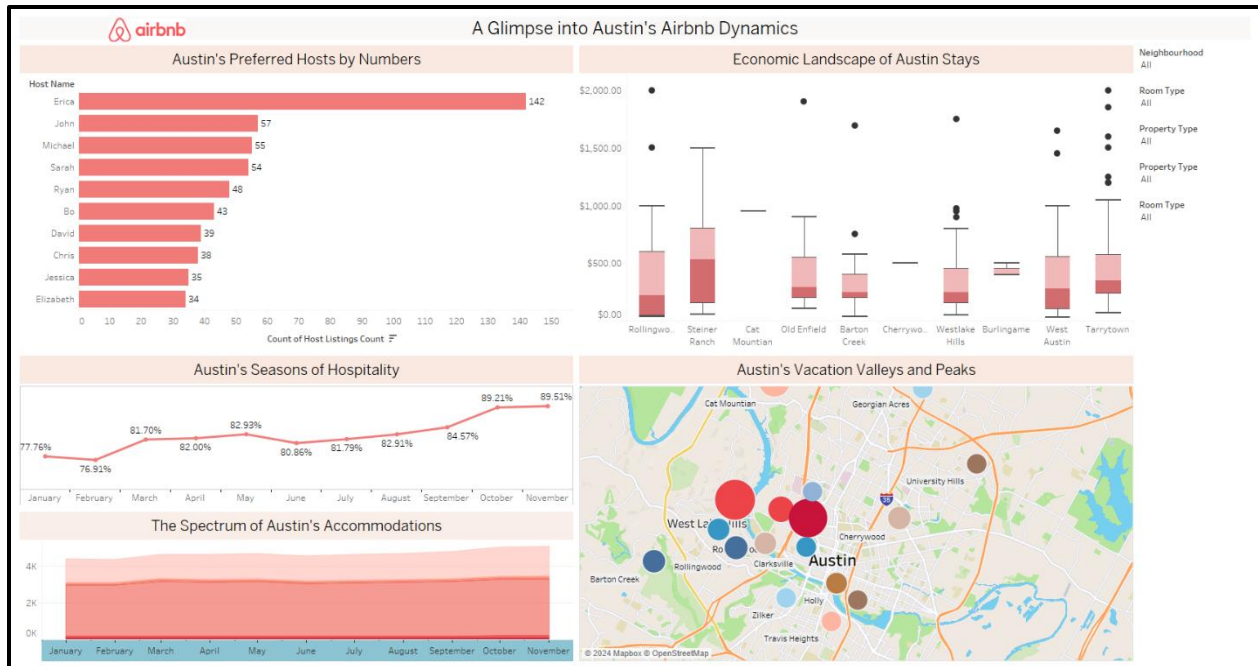 airbnb
A Glimpse into Austin's Airbnb Dynamics
Austin's Preferred Hosts by Numbers
Host Name
Erica
142
John
57
Michael
55
Sarah
54
Ryan
48
Bo
43
David
39
Chris
38
Jessica
35
Elizabeth
34
0 10 20 30 40 50 60 70 80 90 100 110 120 130 140 150
Count of Host Listings Count
Economic Landscape of Austin Stays
$2,000.00
$1,500.00
$1,000.00
$500.00
$0.00
Rollingwo..
Steiner
Ranch
Cat
Mountian
Old Enfield
Barton
Creek
Cherrywo..
Westlake
Hills
Burlingame
West
Austin
Tarrytown
Neighbourhood
All
Room Type
All
Property Type
All
Property Type
All
Room Type
All
Austin's Seasons of Hospitality
77.76%
76.91%
81.70%
82.00%
82.93%
80.86%
81.79%
82.91%
84.57%
89.21%
89.51%
January February March April May June July August September October November
The Spectrum of Austin's Accommodations
4K
2K
0K
January February March April May June July August September October November
Austin's Vacation Valleys and Peaks
Cat Mountian
Georgian Acres
University Hills
35
West Lake Hills
Cherrywood
Rollingwood
Clarksville
Austin
Barton Creek
Holly
Zilker
Travis Heights
© 2024 Mapbox © OpenStreetMap